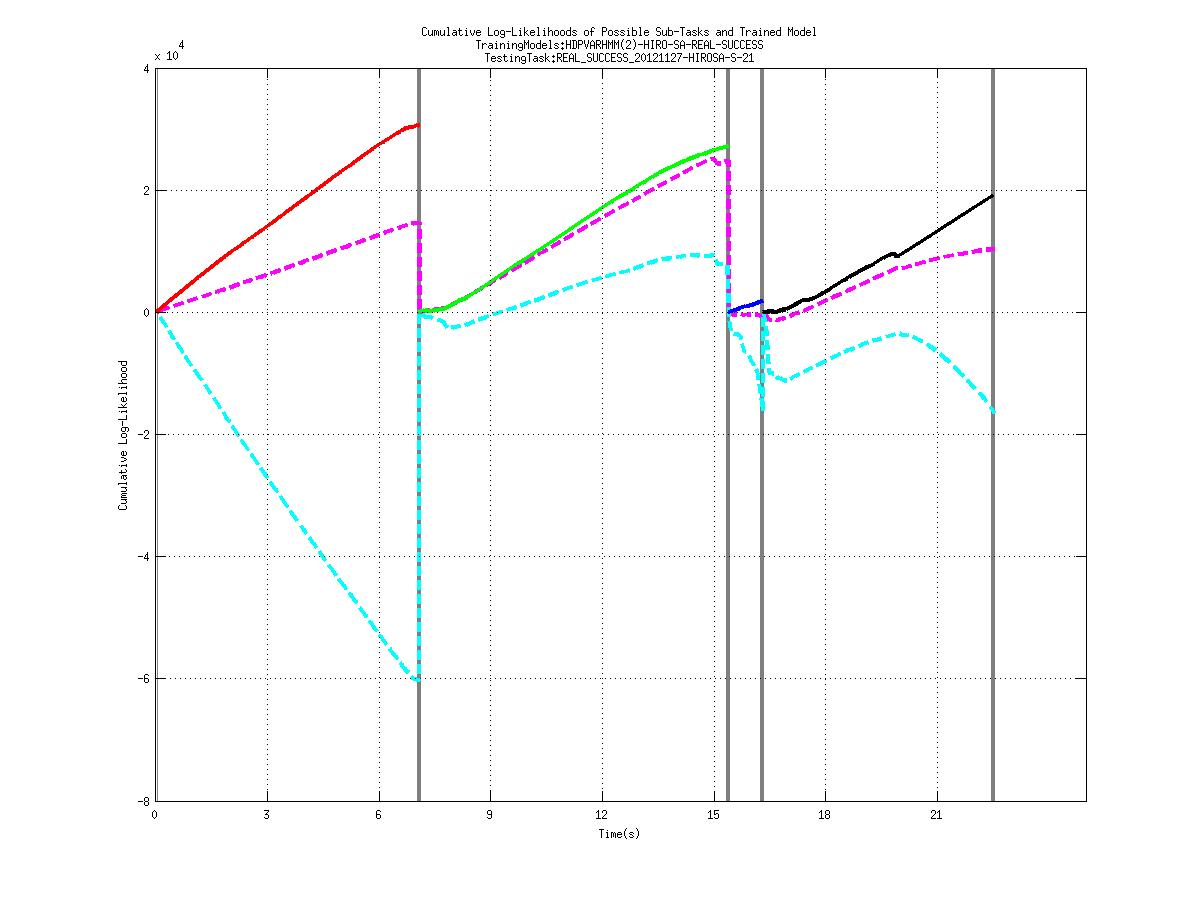 Cumulative Log-Likelihoods of Possible Sub-Tasks and Trained Model
TrainingModels:HDPVARHMM(2)-HIRO-SA-REAL-SUCCESS
TestingTask:REAL_SUCCESS_20121127-HIROSA-S-21
x 10^4
4
2
0
-2
-4
-6
-8
Cumulative Log-Likelihood
0 3 6 9 12 15 18 21
Time(s)